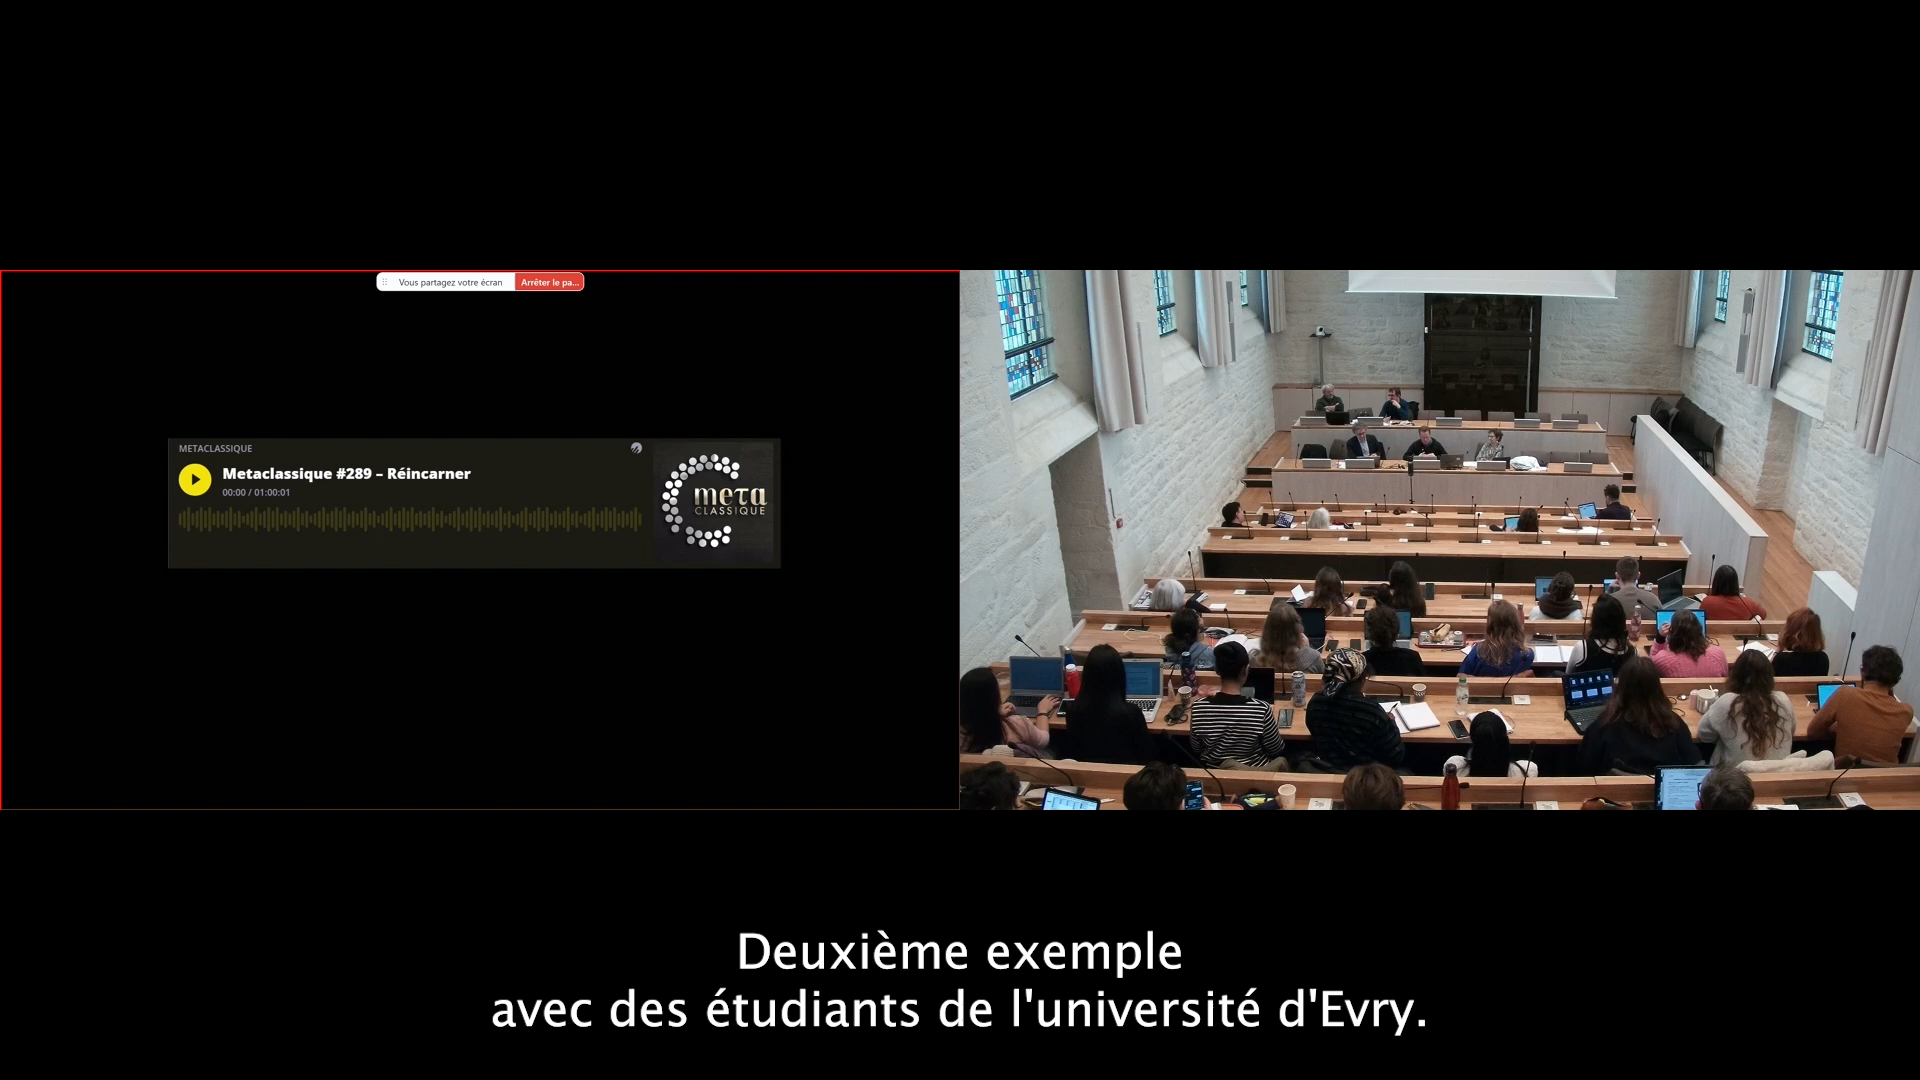 Vous partagez votre écran
Arrêter le pa...
METACLASSIQUE
Metaclassique #289 – Réincarner
00:00 / 01:00:01
meta
CLASSIQUE
Deuxième exemple
avec des étudiants de l'université d'Evry.